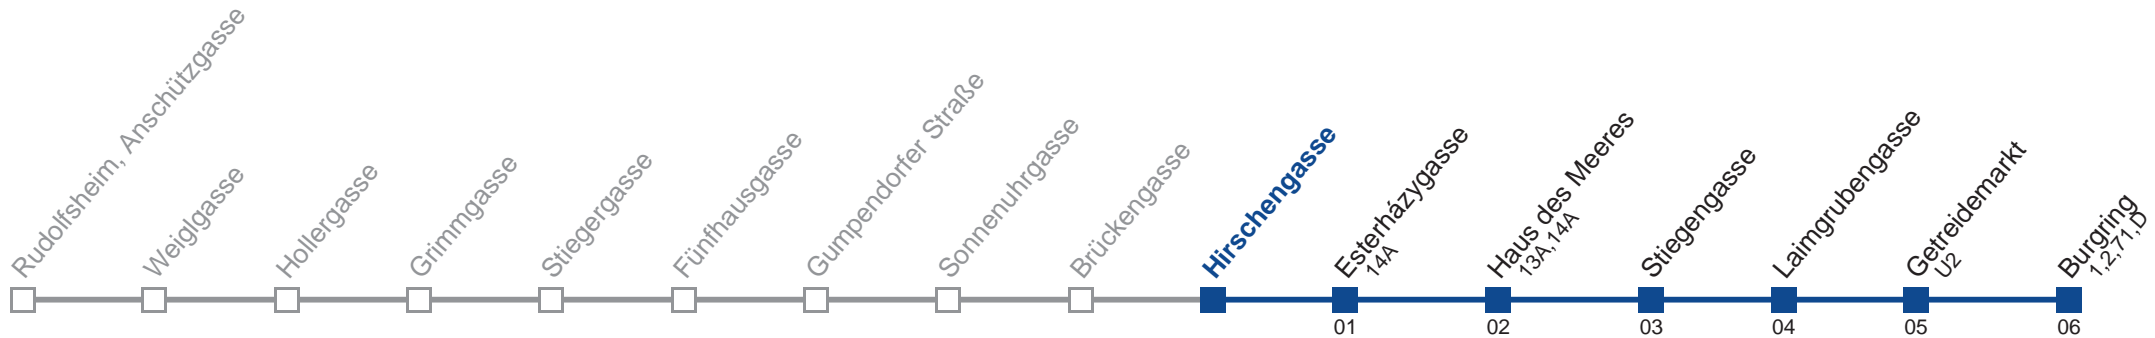 Rudolfsheim, Anschützgasse
Weiglgasse
Hollergasse
Grimmgasse
Stiegergasse
Fünfhausgasse
Gumpendorfer Straße
Sonnenuhrgasse
Brückengasse
Hirschengasse
Esterházygasse
14A
01
Haus des Meeres
13A,14A
02
Stiegengasse
03
Laimgrubengasse
04
Getreidemarkt
U2
05
Burgring
1,2,71,D
06